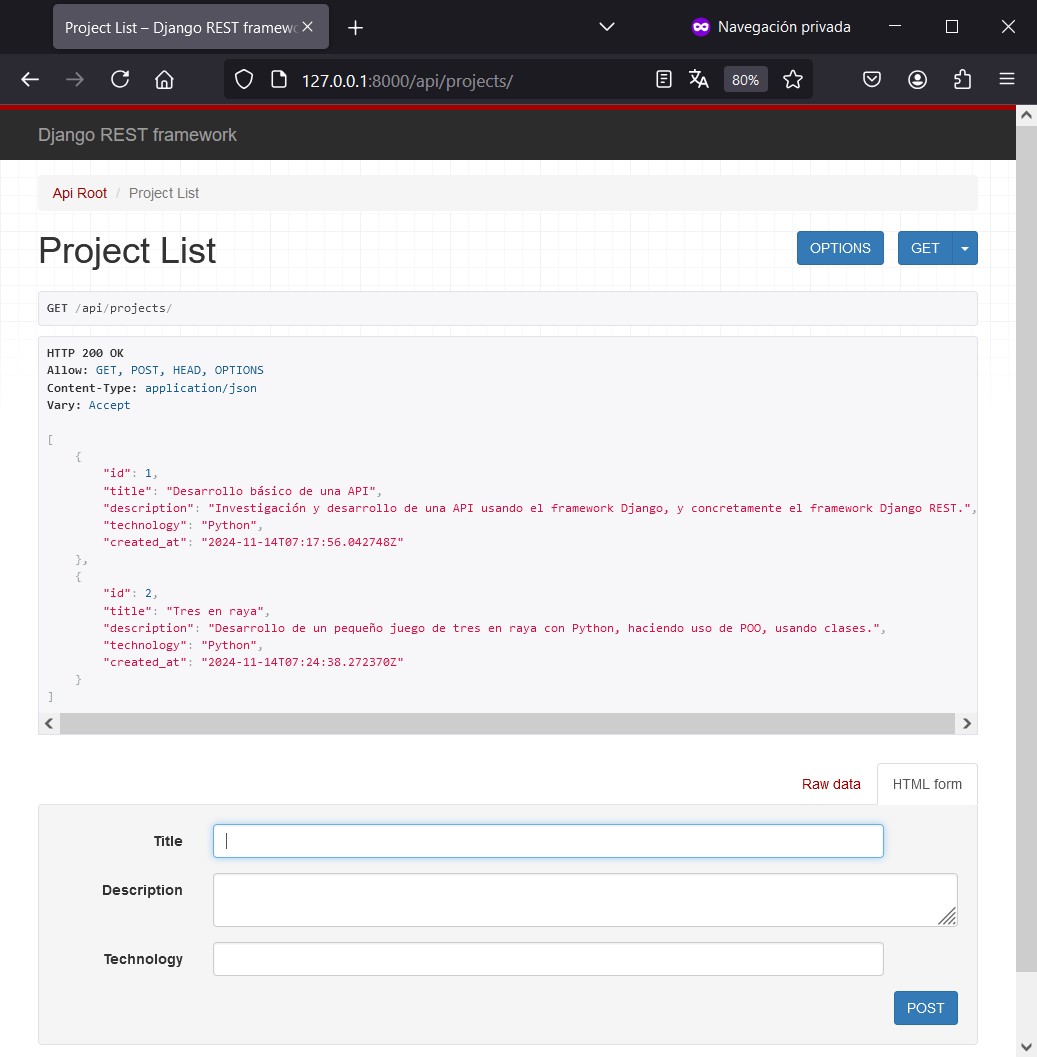 Project List – Django REST framew
Navegación privada
127.0.0.1:8000/api/projects/
80%
Django REST framework
Api Root / Project List
Project List
OPTIONS
GET
GET /api/projects/
HTTP 200 OK
Allow: GET, POST, HEAD, OPTIONS
Content-Type: application/json
Vary: Accept
[
    {
        "id": 1,
        "title": "Desarrollo básico de una API",
        "description": "Investigación y desarrollo de una API usando el framework Django, y concretamente el framework Django REST.",
        "technology": "Python",
        "created_at": "2024-11-14T07:17:56.042748Z"
    },
    {
        "id": 2,
        "title": "Tres en raya",
        "description": "Desarrollo de un pequeño juego de tres en raya con Python, haciendo uso de POO, usando clases.",
        "technology": "Python",
        "created_at": "2024-11-14T07:24:38.272370Z"
    }
]
Raw data
HTML form
Title
Description
Technology
POST